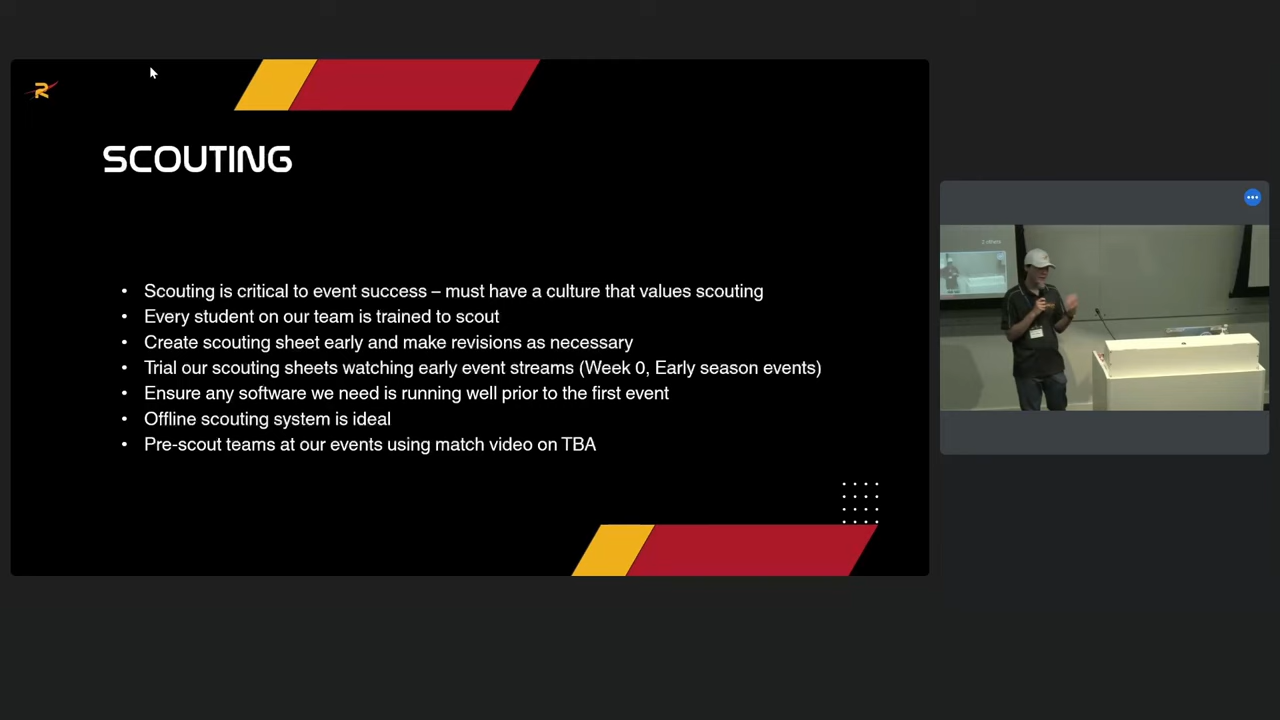 R
SCOUTING
• Scouting is critical to event success – must have a culture that values scouting
• Every student on our team is trained to scout
• Create scouting sheet early and make revisions as necessary
• Trial our scouting sheets watching early event streams (Week 0, Early season events)
• Ensure any software we need is running well prior to the first event
• Offline scouting system is ideal
• Pre-scout teams at our events using match video on TBA